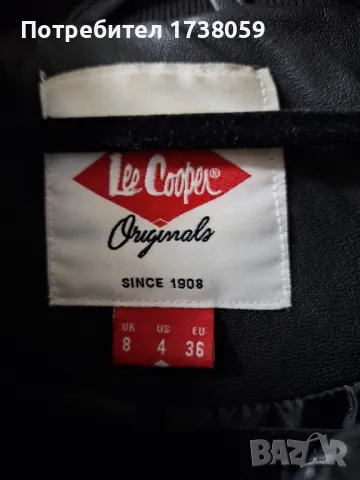 Потребител 1738059
Lee Cooper®
Originals
SINCE 1908
UK US EU
8 4 36
BAZAR